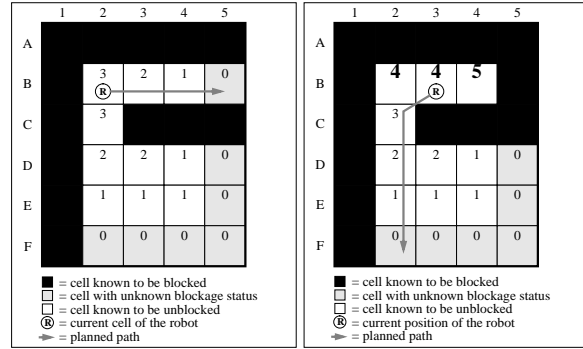 1 2 3 4 5
A
B 3 2 1 0
R
C 3
D 2 2 1 0
E 1 1 1 0
F 0 0 0 0
= cell known to be blocked
= cell with unknown blockage status
= cell known to be unblocked
R = current cell of the robot
= planned path
1 2 3 4 5
A
B 4 4 5
R
C 3
D 2 2 1 0
E 1 1 1 0
F 0 0 0 0
= cell known to be blocked
= cell with unknown blockage status
= cell known to be unblocked
R = current position of the robot
= planned path